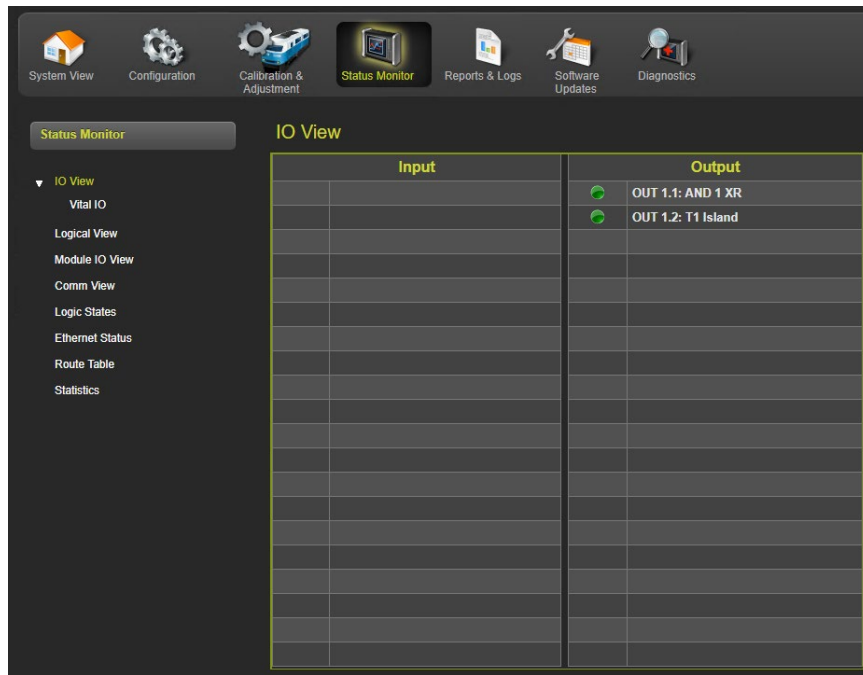 System View
Configuration
Calibration &
Adjustment
Status Monitor
Reports & Logs
Software
Updates
Diagnostics
Status Monitor
IO View
Vital IO
Logical View
Module IO View
Comm View
Logic States
Ethernet Status
Route Table
Statistics
IO View
Input
Output
OUT 1.1: AND 1 XR
OUT 1.2: T1 Island